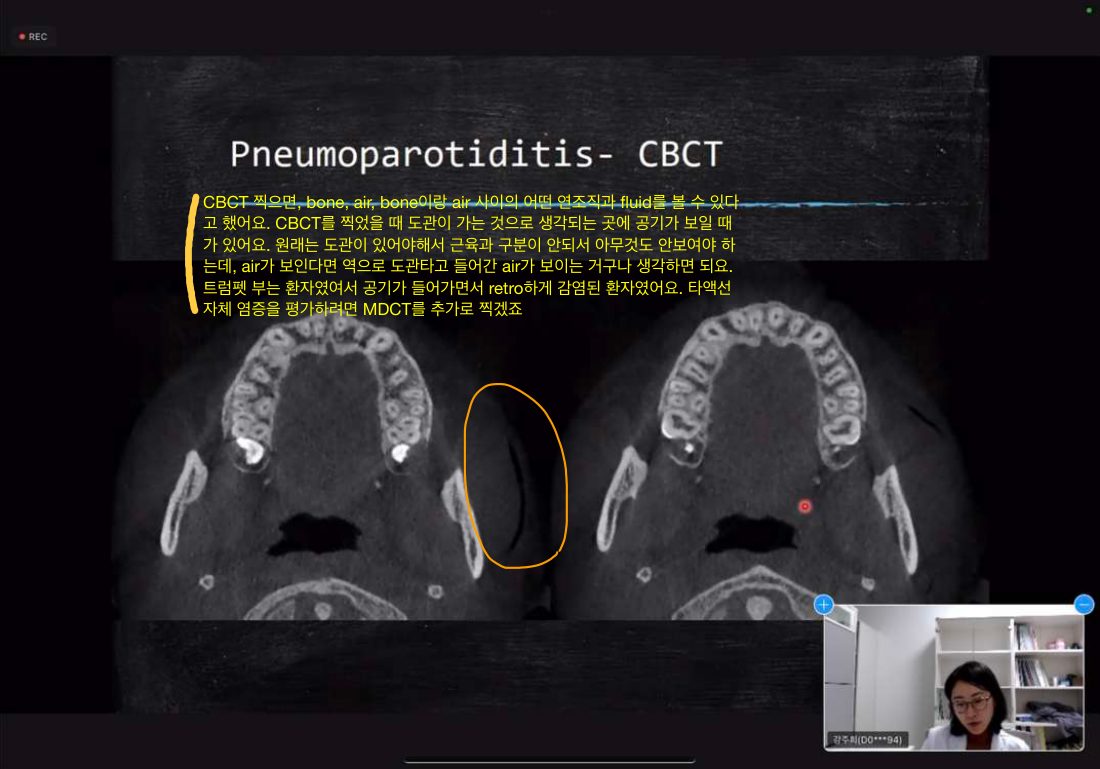 REC
Pneumoparotiditis- CBCT
CBCT 찍으면, bone, air, bone이랑 air 사이의 어떤 연조직과 fluid를 볼 수 있다
고 했어요. CBCT를 찍었을 때 도관이 가는 것으로 생각되는 곳에 공기가 보일 때
가 있어요. 원래는 도관이 있어야해서 근육과 구분이 안되서 아무것도 안보여야 하
는데, air가 보인다면 역으로 도관타고 들어간 air가 보이는 거구나 생각하면 되요.
트럼펫 부는 환자였여서 공기가 들어가면서 retro하게 감염된 환자였어요. 타액선
자체 염증을 평가하려면 MDCT를 추가로 찍겠죠
강주희(D0***94)